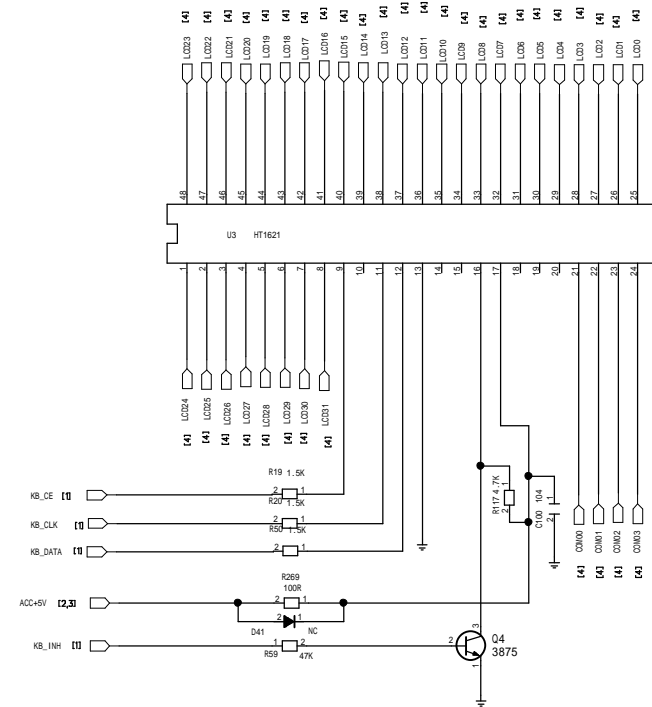 [4] [4] [4] [4] [4] [4] [4] [4] [4] [4] [4] [4] [4] [4] [4] [4] [4] [4] [4] [4] [4] [4] [4] [4]
LCD23 LCD22 LCD21 LCD20 LCD19 LCD18 LCD17 LCD16 LCD15 LCD14 LCD13 LCD12 LCD11 LCD10 LCD9 LCD8 LCD7 LCD6 LCD5 LCD4 LCD3 LCD2 LCD1 LCD0
48 47 46 45 44 43 42 41 40 39 38 37 36 35 34 33 32 31 30 29 28 27 26 25
U3 HT1621
1 2 3 4 5 6 7 8 9 10 11 12 13 14 15 16 17 18 19 20 21 22 23 24
LCD24 LCD25 LCD26 LCD27 LCD28 LCD29 LCD30 LCD31
[4] [4] [4] [4] [4] [4] [4] [4]
R19 1.5K
KB_CE [1] 2 1
R20 1.5K
KB_CLK [1] 2 1
R50 1.5K
KB_DATA [1] 2 1
R117 4.7K 1 2
C100 104 1 2
COM00 COM01 COM02 COM03
[4] [4] [4] [4]
R269
100R
ACC+5V [2,3] 2 1
2 1
D41 NC
KB_INH [1] 1 2
R59 47K
3 2 1
Q4
3875